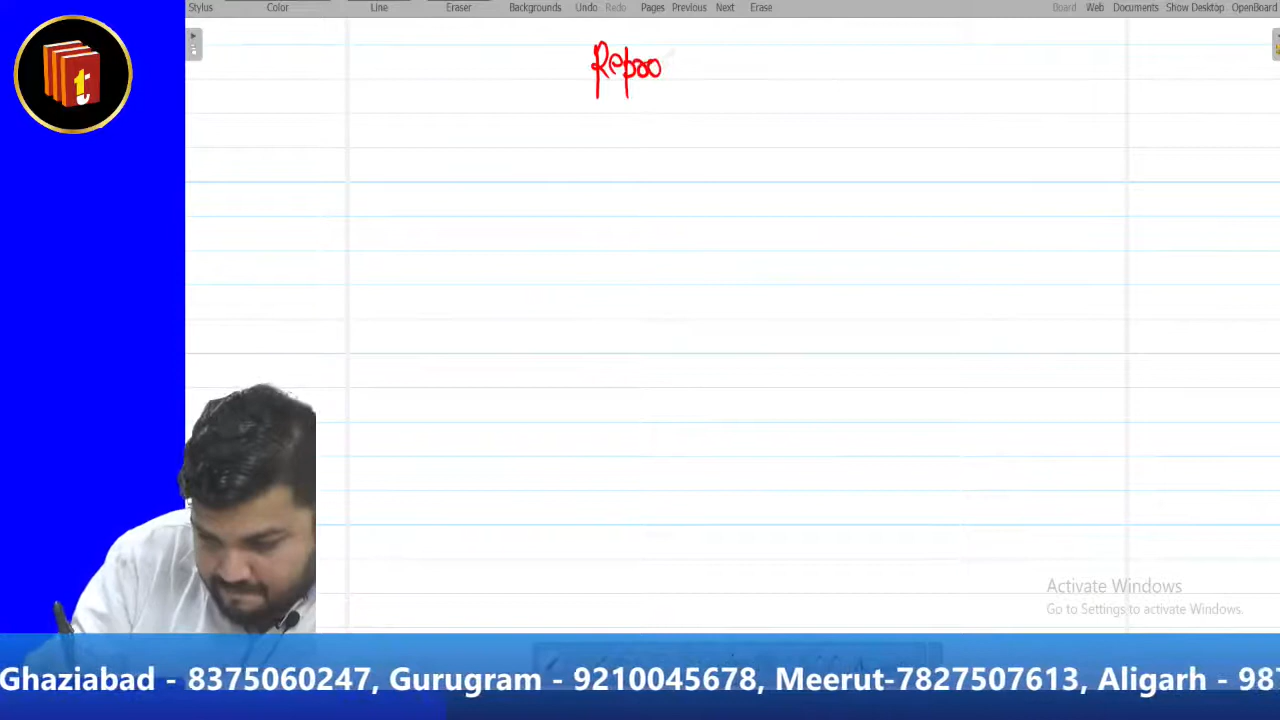 Stylus Color Line Eraser Backgrounds Undo Redo Pages Previous Next Erase Board Web Documents Show Desktop OpenBoard
t
Repro
Activate Windows
Go to Settings to activate Windows.
Ghaziabad - 8375060247, Gurugram - 9210045678, Meerut-7827507613, Aligarh - 98